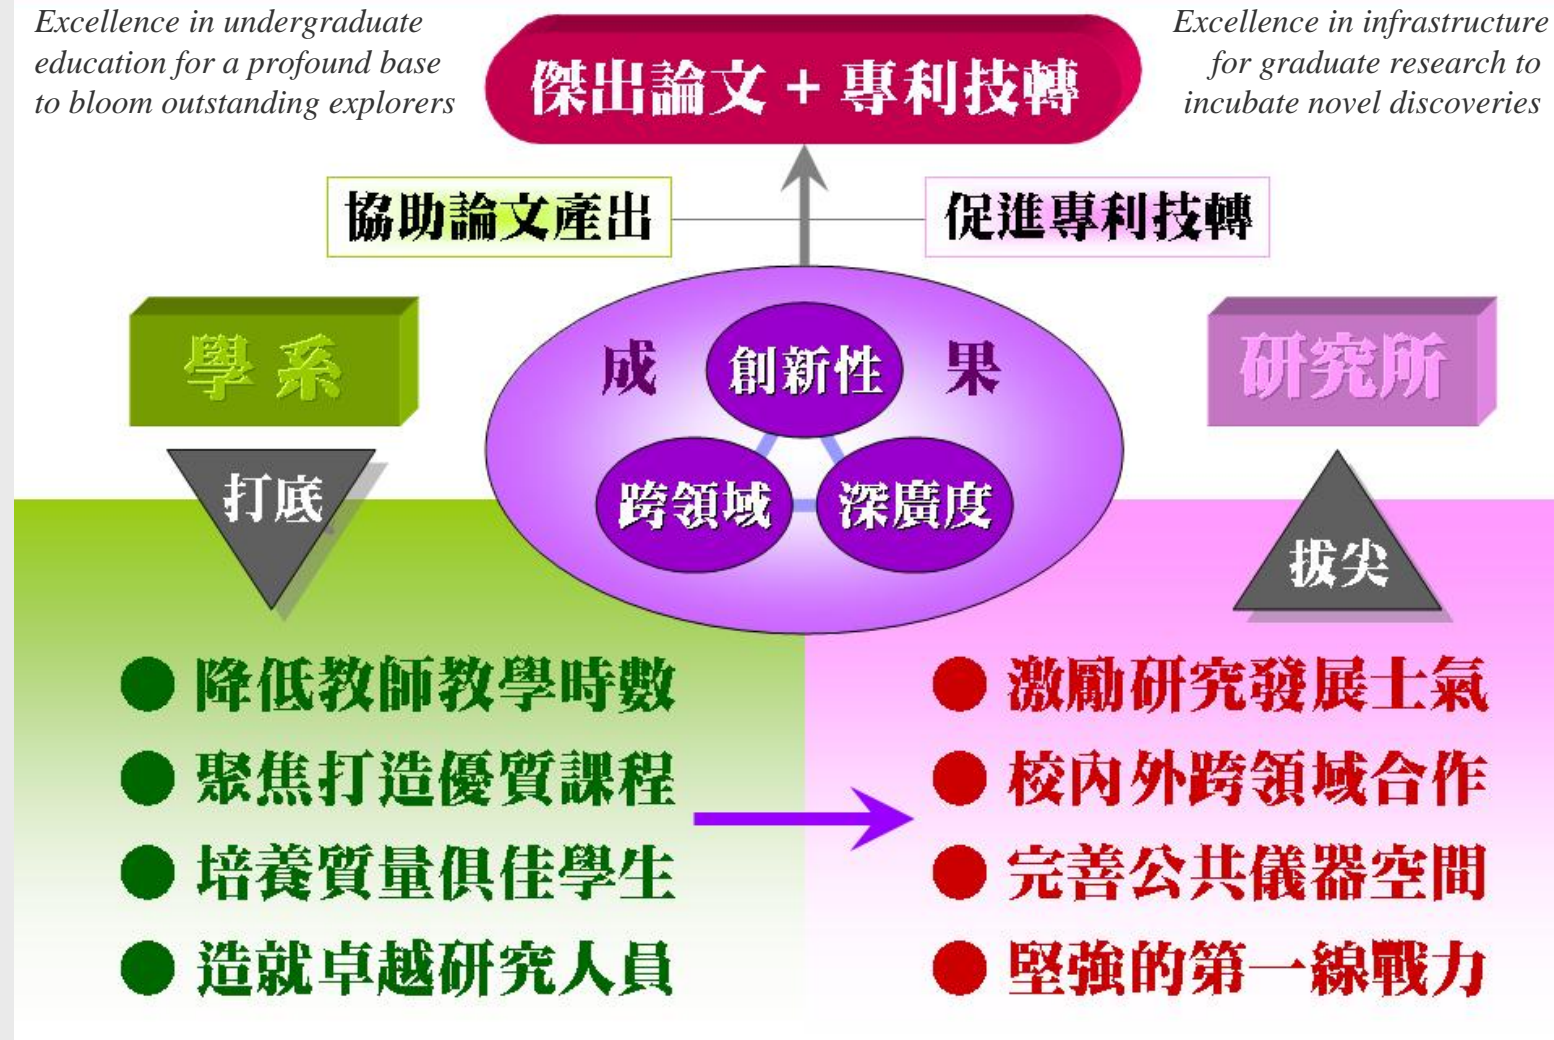 Excellence in undergraduate
education for a profound base
to bloom outstanding explorers
傑出論文 + 專利技轉
Excellence in infrastructure
for graduate research to
incubate novel discoveries
協助論文產出
促進專利技轉
學系
成果
創新性
跨領域
深廣度
研究所
打底
拔尖
● 降低教師教學時數
● 聚焦打造優質課程
● 培養質量俱佳學生
● 造就卓越研究人員
● 激勵研究發展士氣
● 校內外跨領域合作
● 完善公共儀器空間
● 堅強的第一線戰力